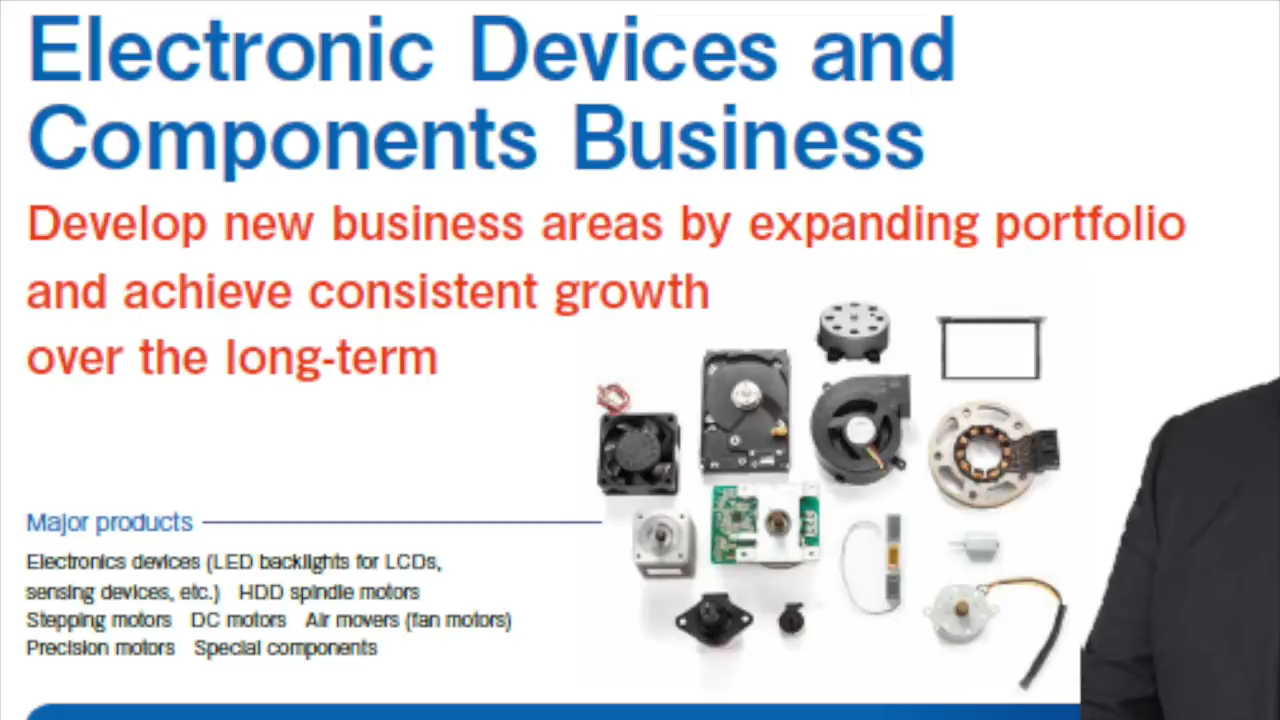 Electronic Devices and
Components Business
Develop new business areas by expanding portfolio
and achieve consistent growth
over the long-term
Major products
Electronics devices (LED backlights for LCDs,
sensing devices, etc.) HDD spindle motors
Stepping motors DC motors Air movers (fan motors)
Precision motors Special components